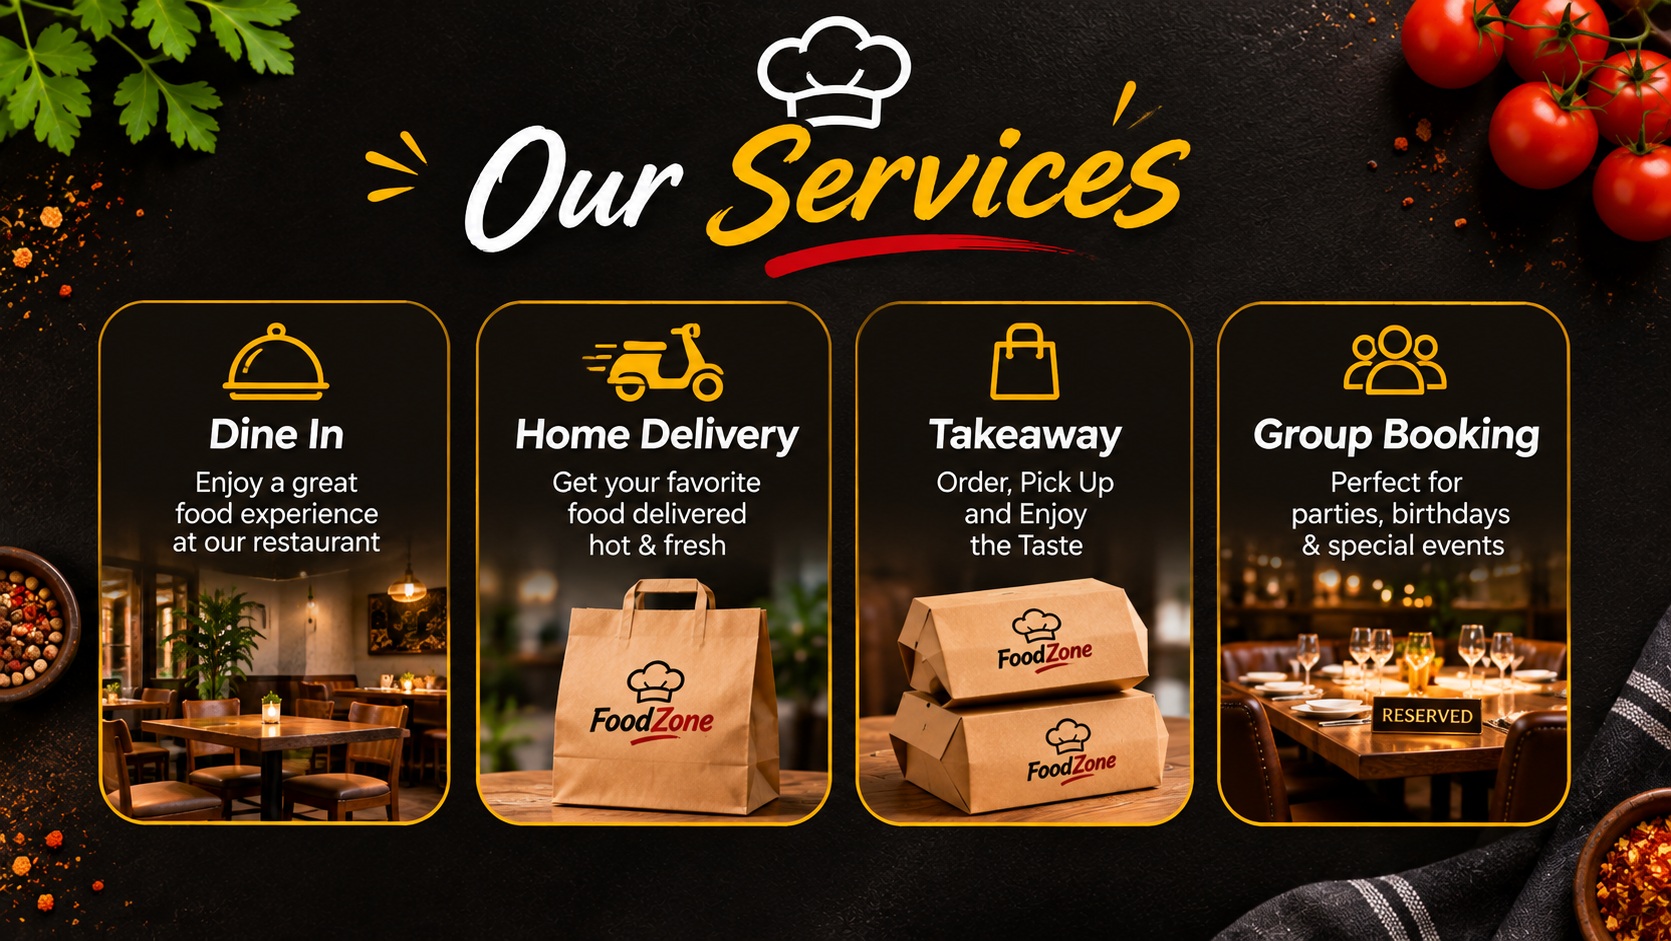 Our Services
Dine In
Enjoy a great
food experience
at our restaurant
Home Delivery
Get your favorite
food delivered
hot & fresh
FoodZone
Takeaway
Order, Pick Up
and Enjoy
the Taste
FoodZone
FoodZone
Group Booking
Perfect for
parties, birthdays
& special events
RESERVED